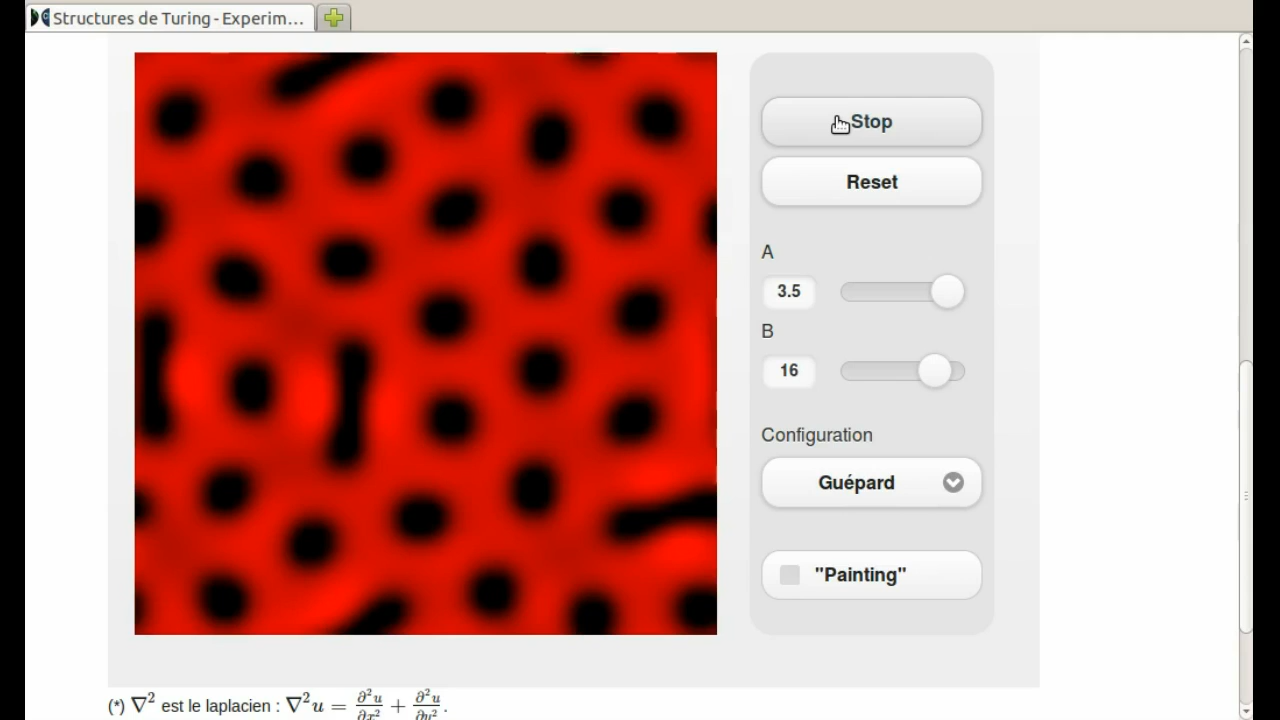 Structures de Turing - Experim...
Stop
Reset
A
3.5
B
16
Configuration
Guépard
"Painting"
(*) ∇² est le laplacien : ∇²u = ∂²u/∂x² + ∂²u/∂y².